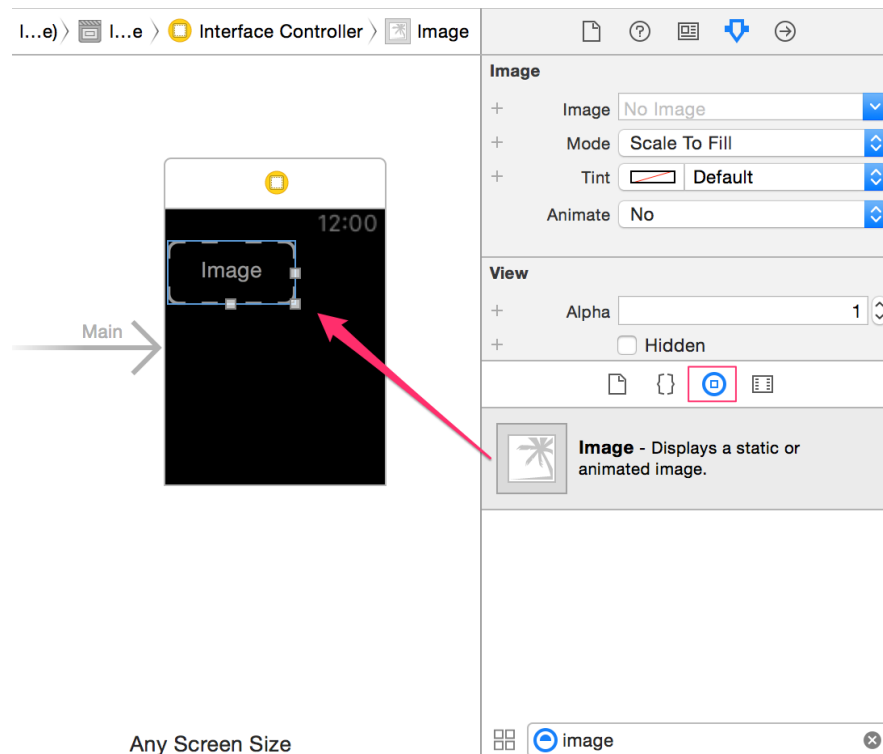 I...e) 〉 I...e 〉 Interface Controller 〉 Image
Image
Image No Image
Mode Scale To Fill
Tint Default
Animate No
View
Alpha 1
Hidden
12:00
Image
Main
Image - Displays a static or
animated image.
Any Screen Size
image